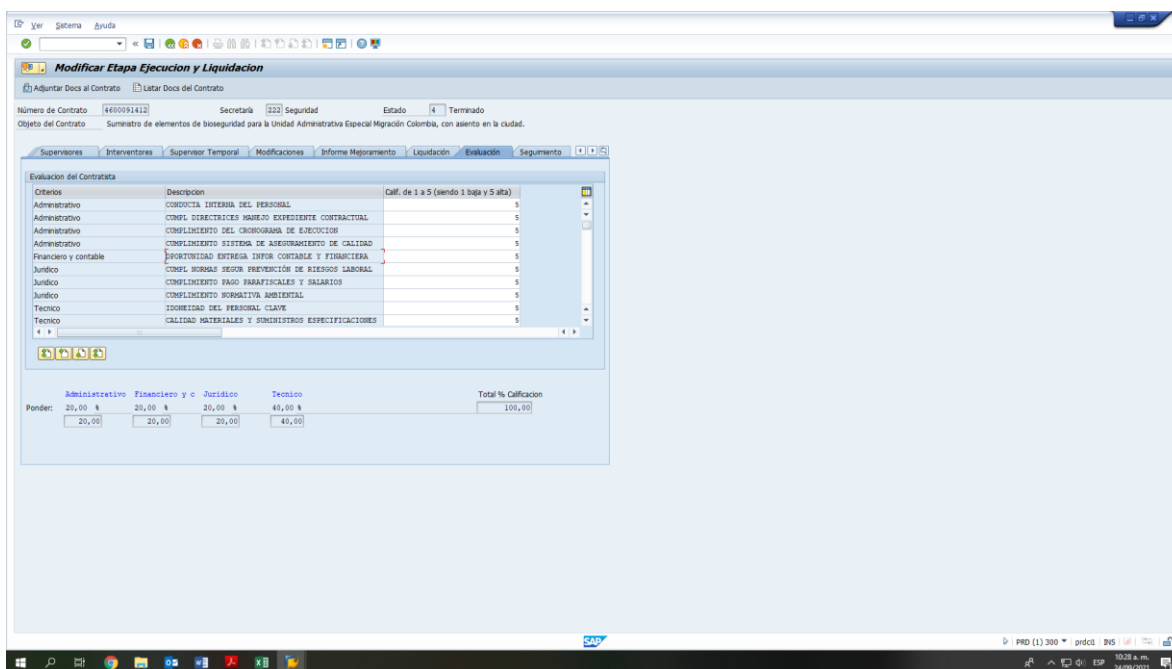 Ver Sistema Ayuda
Modificar Etapa Ejecucion y Liquidacion
Adjuntar Docs al Contrato Listar Docs del Contrato
Número de Contrato 4600091412 Secretaría 222 Seguridad Estado 4 Terminado
Objeto del Contrato Suministro de elementos de bioseguridad para la Unidad Administrativa Especial Migración Colombia, con asiento en la ciudad.
Supervisores Interventores Supervisor Temporal Modificaciones Informe Mejoramiento Liquidación Evaluación Seguimiento
Evaluacion del Contratista
Criterios Descripcion Calif. de 1 a 5 (siendo 1 baja y 5 alta)
Administrativo CONDUCTA INTERNA DEL PERSONAL 5
Administrativo CUMPL DIRECTRICES MANEJO EXPEDIENTE CONTRACTUAL 5
Administrativo CUMPLIMIENTO DEL CRONOGRAMA DE EJECUCION 5
Administrativo CUMPLIMIENTO SISTEMA DE ASEGURAMIENTO DE CALIDAD 5
Financiero y contable OPORTUNIDAD ENTREGA INFOR CONTABLE Y FINANCIERA 5
Juridico CUMPL NORMAS SEGUR PREVENCIÓN DE RIESGOS LABORAL 5
Juridico CUMPLIMIENTO PAGO PARAFISCALES Y SALARIOS 5
Juridico CUMPLIMIENTO NORMATIVA AMBIENTAL 5
Tecnico IDONEIDAD DEL PERSONAL CLAVE 5
Tecnico CALIDAD MATERIALES Y SUMINISTROS ESPECIFICACIONES 5
Administrativo Financiero y c Juridico Tecnico Total % Calificacion
Ponder: 20,00 % 20,00 % 20,00 % 40,00 % 100,00
20,00 20,00 20,00 40,00
SAP
PRD (1) 300 prdci1 INS
ESP 10:28 a. m.
24/09/2021